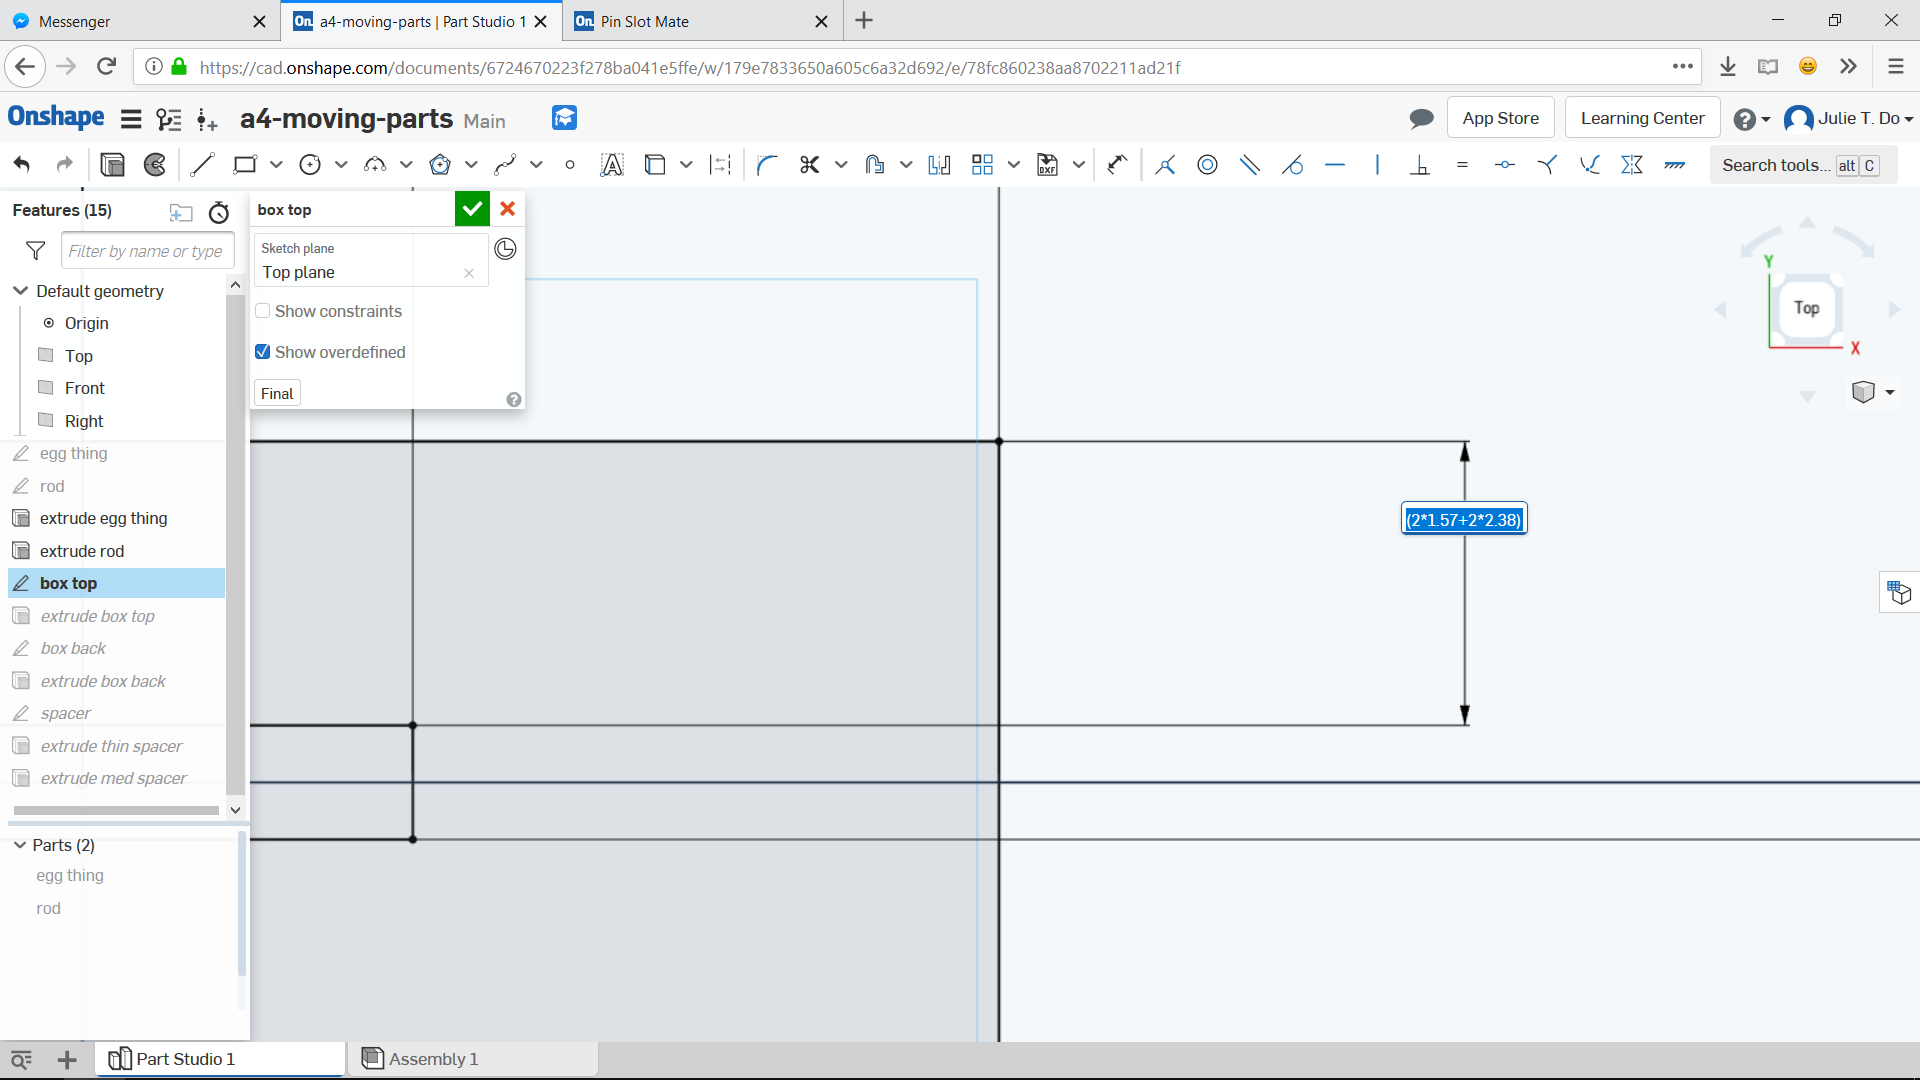 Messenger
On a4-moving-parts | Part Studio 1
On Pin Slot Mate
https://cad.onshape.com/documents/6724670223f278ba041e5ffe/w/179e7833650a605c6a32d692/e/78fc860238aa8702211ad21f
Onshape
a4-moving-parts Main
App Store
Learning Center
Julie T. Do
DXF
Search tools... alt C
Features (15)
Filter by name or type
Default geometry
Origin
Top
Front
Right
egg thing
rod
extrude egg thing
extrude rod
box top
extrude box top
box back
extrude box back
spacer
extrude thin spacer
extrude med spacer
Parts (2)
egg thing
rod
box top
Sketch plane
Top plane
Show constraints
Show overdefined
Final
(2*1.57+2*2.38)
Y
Top
X
Part Studio 1
Assembly 1